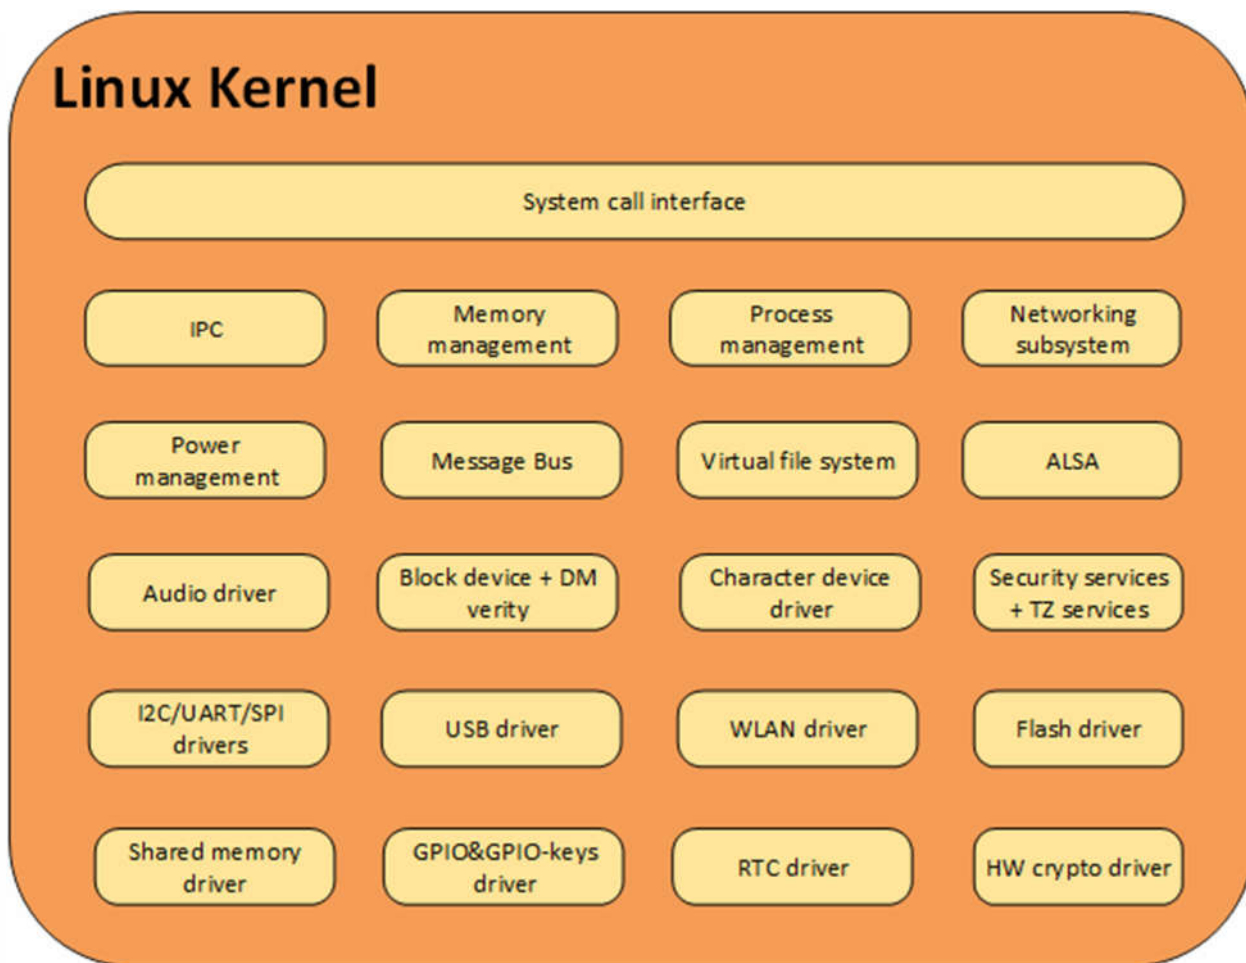 Linux Kernel
System call interface
IPC
Memory
management
Process
management
Networking
subsystem
Power
management
Message Bus
Virtual file system
ALSA
Audio driver
Block device + DM
verity
Character device
driver
Security services
+ TZ services
I2C/UART/SPI
drivers
USB driver
WLAN driver
Flash driver
Shared memory
driver
GPIO&GPIO-keys
driver
RTC driver
HW crypto driver